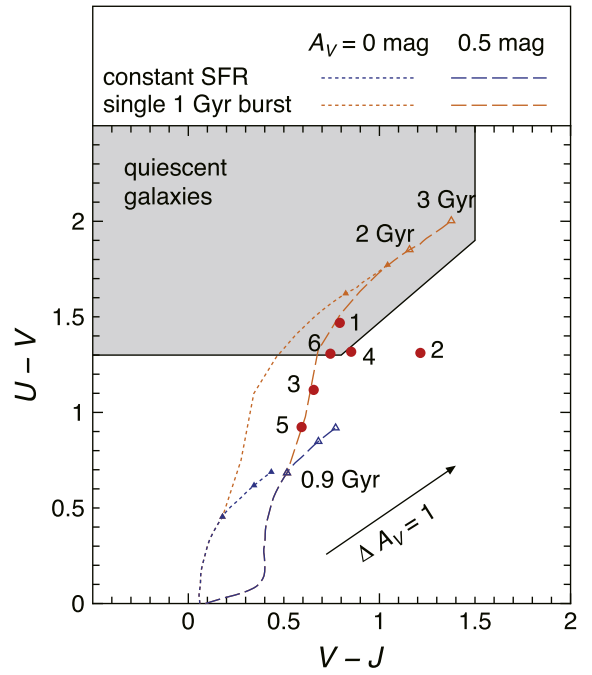 A_V = 0 mag 0.5 mag
constant SFR
single 1 Gyr burst
quiescent
galaxies
3 Gyr
2 Gyr
1
6
4
2
3
5
0.9 Gyr
Δ A_V = 1
2
1.5
1
0.5
0
U – V
0 0.5 1 1.5 2
V – J